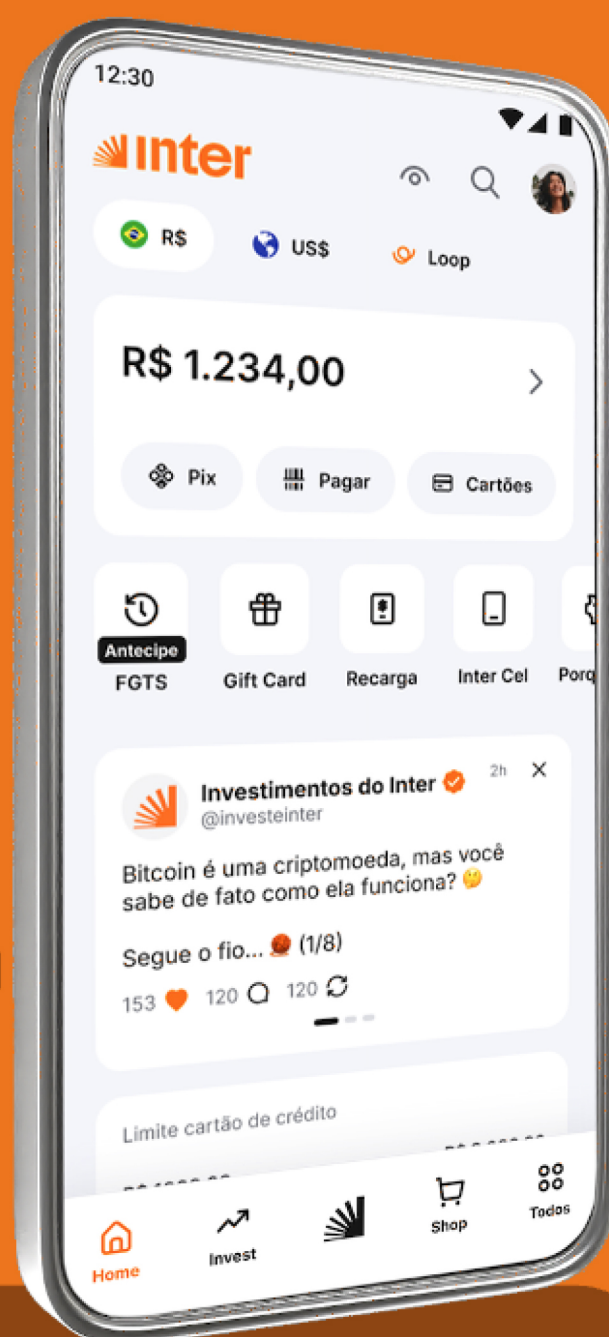 12:30
inter
R$
US$
Loop
R$ 1.234,00
Pix
Pagar
Cartões
Antecipe
FGTS
Gift Card
Recarga
Inter Cel
Porq
Investimentos do Inter
2h
@investeinter
Bitcoin é uma criptomoeda, mas você
sabe de fato como ela funciona? 🤔
Segue o fio... 🧶 (1/8)
153
120
120
Limite cartão de crédito
Home
Invest
Shop
Todos